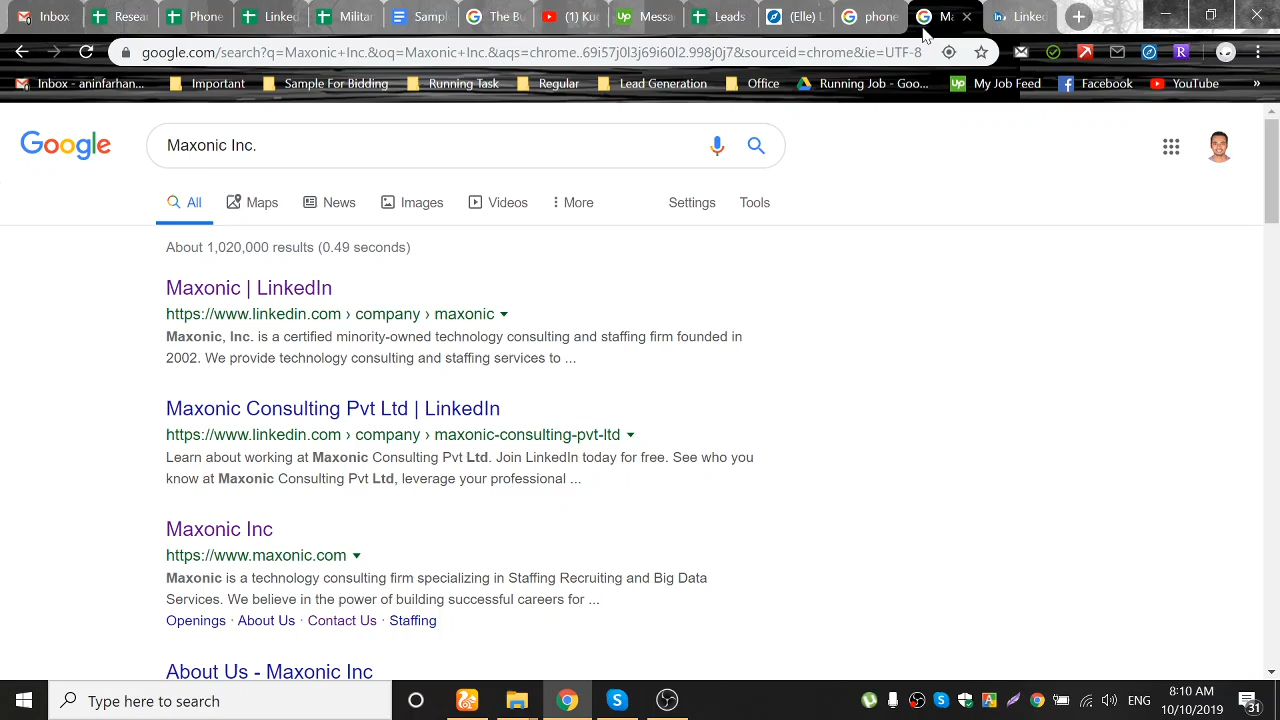 Inbox
Resear
Phone
Linked
Militar
Sampl
The Bu
(1) Kuc
Messa
Leads
(Elle) L
phone
Ma
Linked
google.com/search?q=Maxonic+Inc.&oq=Maxonic+Inc.&aqs=chrome..69i57j0l3j69i60l2.998j0j7&sourceid=chrome&ie=UTF-8
Inbox - aninfarhan...
Important
Sample For Bidding
Running Task
Regular
Lead Generation
Office
Running Job - Goo...
My Job Feed
Facebook
YouTube
»
Google
Maxonic Inc.
All
Maps
News
Images
Videos
More
Settings
Tools
About 1,020,000 results (0.49 seconds)
Maxonic | LinkedIn
https://www.linkedin.com › company › maxonic
Maxonic, Inc. is a certified minority-owned technology consulting and staffing firm founded in
2002. We provide technology consulting and staffing services to ...
Maxonic Consulting Pvt Ltd | LinkedIn
https://www.linkedin.com › company › maxonic-consulting-pvt-ltd
Learn about working at Maxonic Consulting Pvt Ltd. Join LinkedIn today for free. See who you
know at Maxonic Consulting Pvt Ltd, leverage your professional ...
Maxonic Inc
https://www.maxonic.com
Maxonic is a technology consulting firm specializing in Staffing Recruiting and Big Data
Services. We believe in the power of building successful careers for ...
Openings · About Us · Contact Us · Staffing
About Us - Maxonic Inc
Type here to search
ENG
8:10 AM
10/10/2019
31